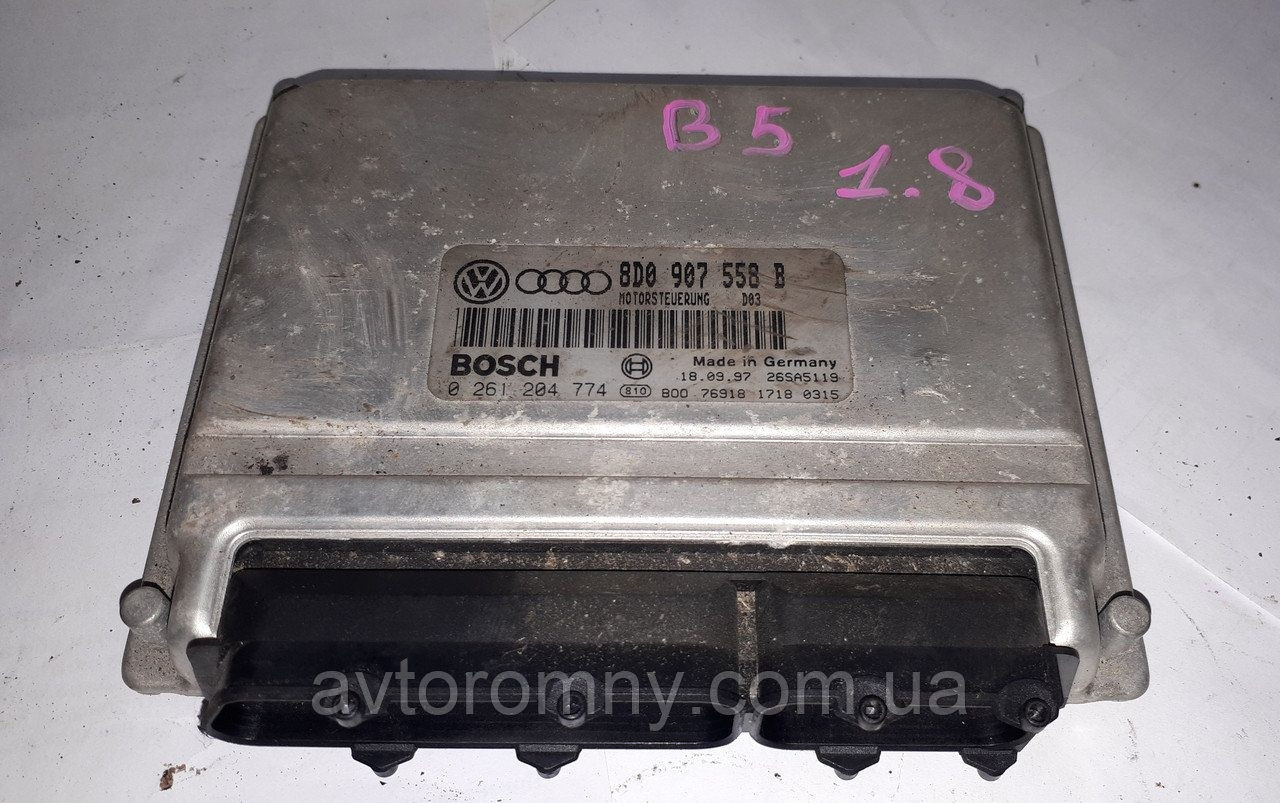 B5
1.8
8D0 907 558 B
MOTORSTEUERUNG D03
BOSCH Made in Germany
18.09.97 26SA5119
0 261 204 774 810 B00 76918 1718 0315
avtoromny.com.ua